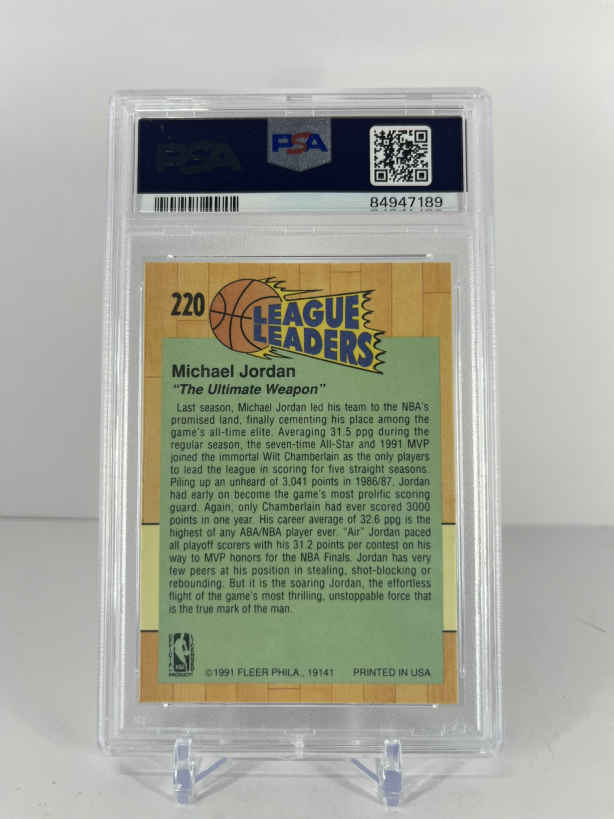 PSA
PSA
84947189
220
LEAGUE
LEADERS
Michael Jordan
"The Ultimate Weapon"
Last season, Michael Jordan led his team to the NBA's
promised land, finally cementing his place among the
game's all-time elite. Averaging 31.5 ppg during the
regular season, the seven-time All-Star and 1991 MVP
joined the immortal Wilt Chamberlain as the only players
to lead the league in scoring for five straight seasons.
Piling up an unheard of 3,041 points in 1986/87, Jordan
had early on become the game's most prolific scoring
guard. Again, only Chamberlain had ever scored 3000
points in one year. His career average of 32.6 ppg is the
highest of any ABA/NBA player ever. "Air" Jordan paced
all playoff scorers with his 31.2 points per contest on his
way to MVP honors for the NBA Finals. Jordan has very
few peers at his position in stealing, shot-blocking or
rebounding. But it is the soaring Jordan, the effortless
flight of the game's most thrilling, unstoppable force that
is the true mark of the man.
©1991 FLEER PHILA., 19141 PRINTED IN USA